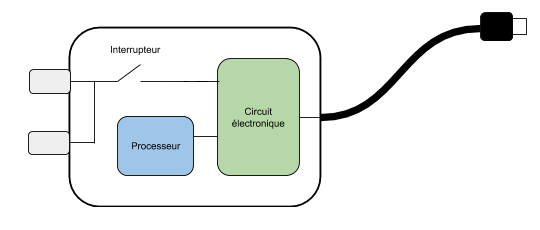 Interrupteur
Circuit
électronique
Processeur